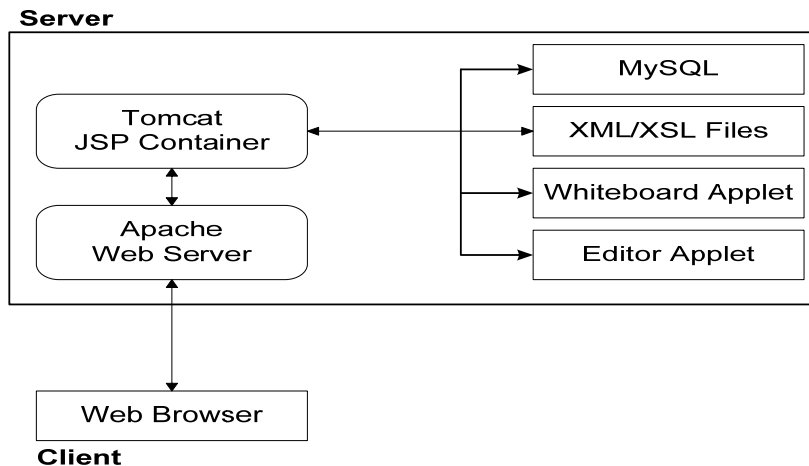 Server
Tomcat
JSP Container
Apache
Web Server
MySQL
XML/XSL Files
Whiteboard Applet
Editor Applet
Web Browser
Client